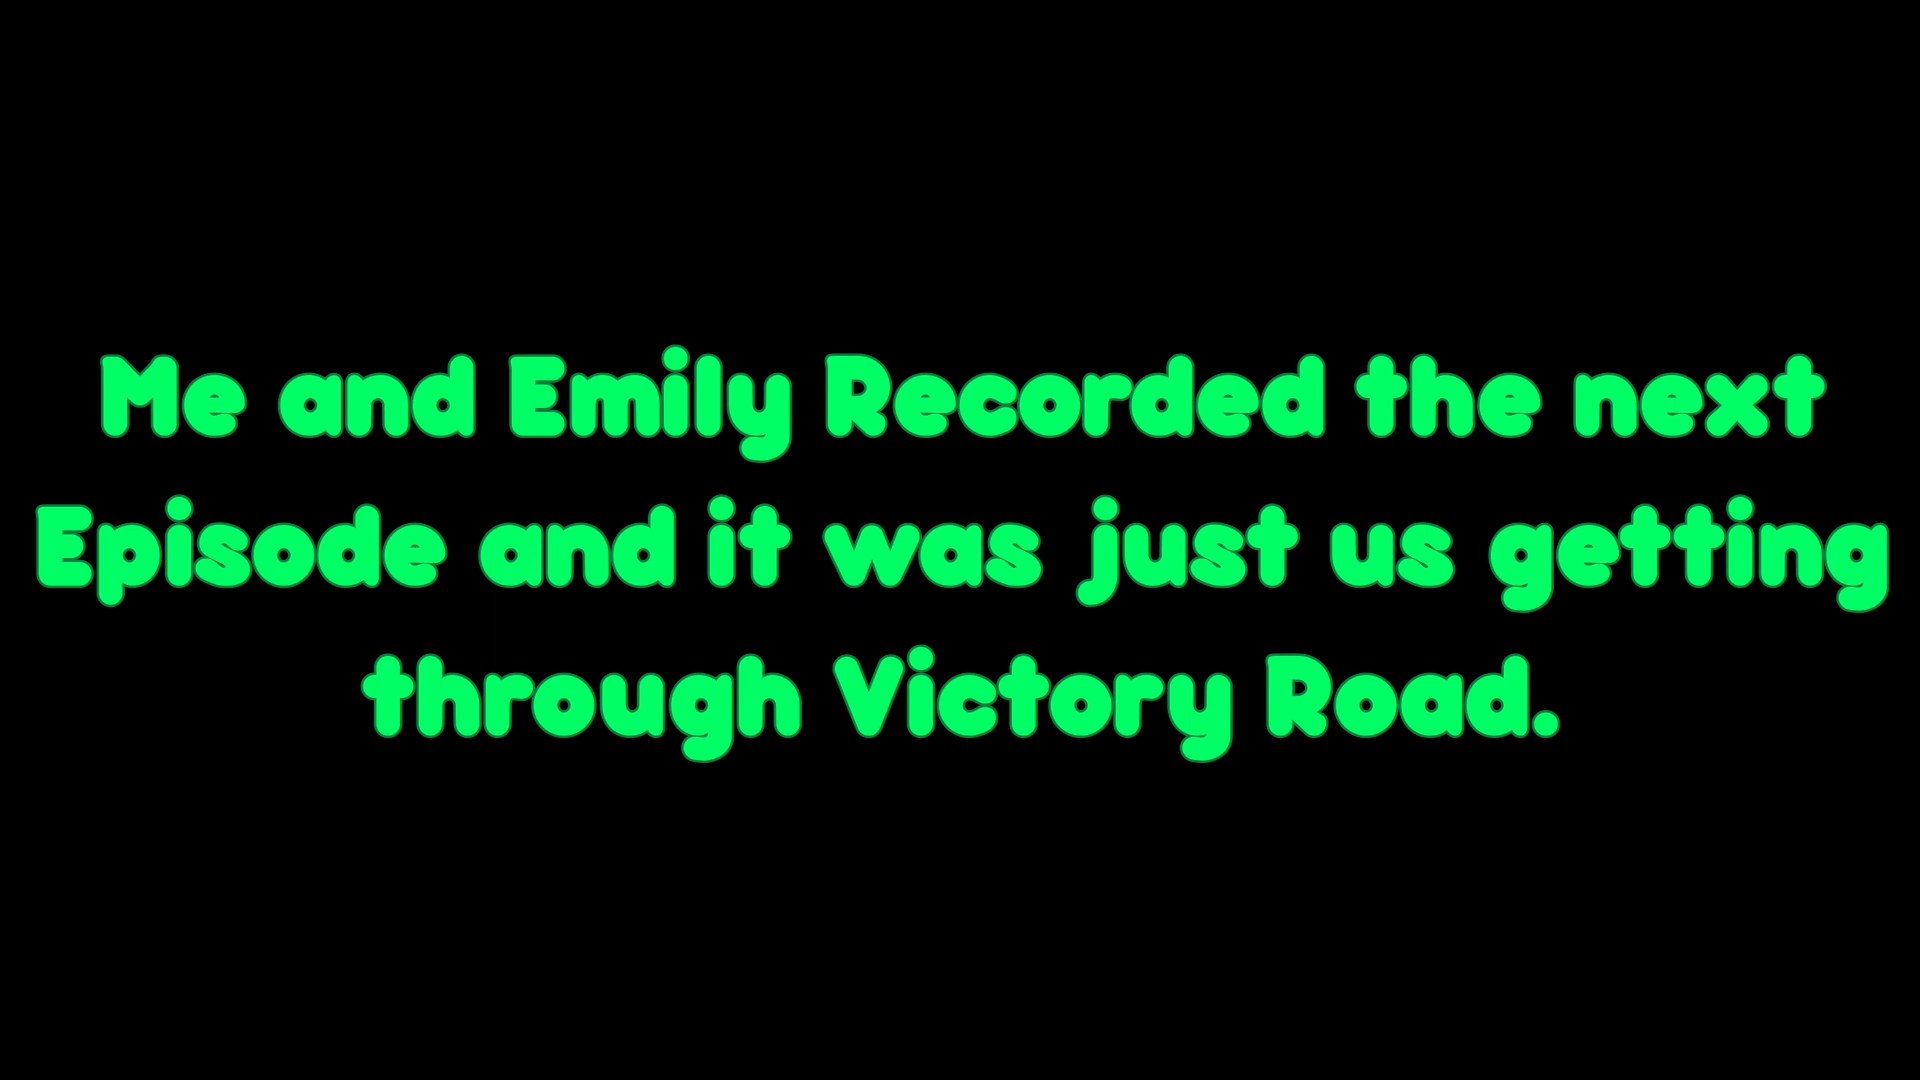 Me and Emily Recorded the next
Episode and it was just us getting
through Victory Road.